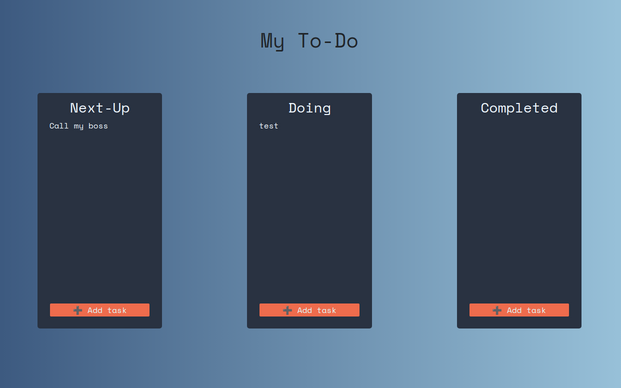 My To-Do
Next-Up
Call my boss
➕ Add task
Doing
test
➕ Add task
Completed
➕ Add task